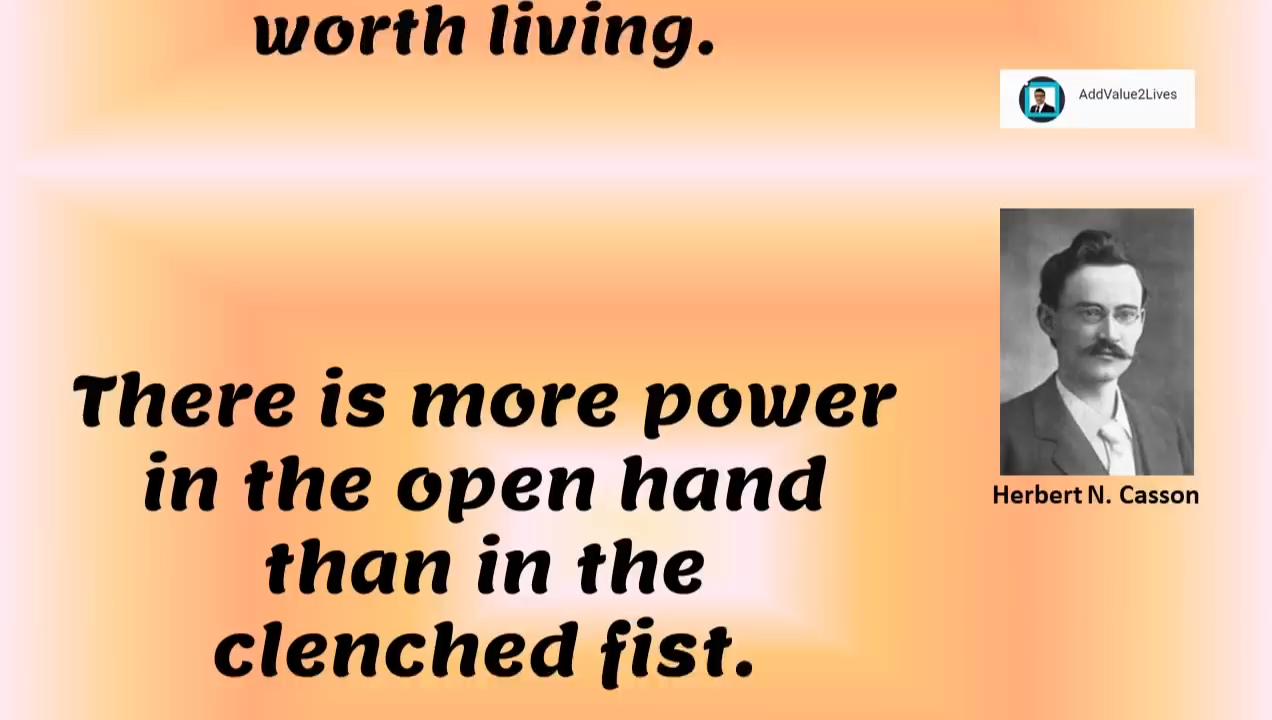 worth living.
AddValue2Lives
There is more power
in the open hand
than in the
clenched fist.
Herbert N. Casson